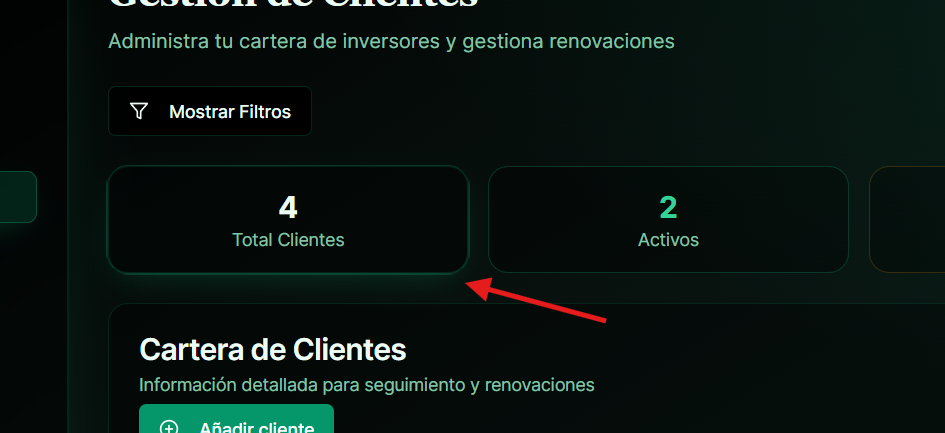 Gestión de Clientes
Administra tu cartera de inversores y gestiona renovaciones
Mostrar Filtros
4
Total Clientes
2
Activos
Cartera de Clientes
Información detallada para seguimiento y renovaciones
Añadir cliente